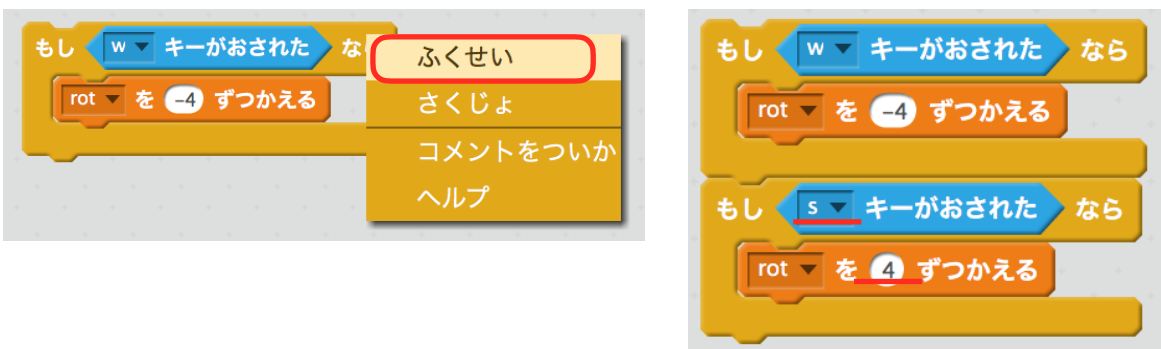 もし w キーがおされた なら
rot を -4 ずつかえる
ふくせい
さくじょ
コメントをついか
ヘルプ
もし w キーがおされた なら
rot を -4 ずつかえる
もし s キーがおされた なら
rot を 4 ずつかえる